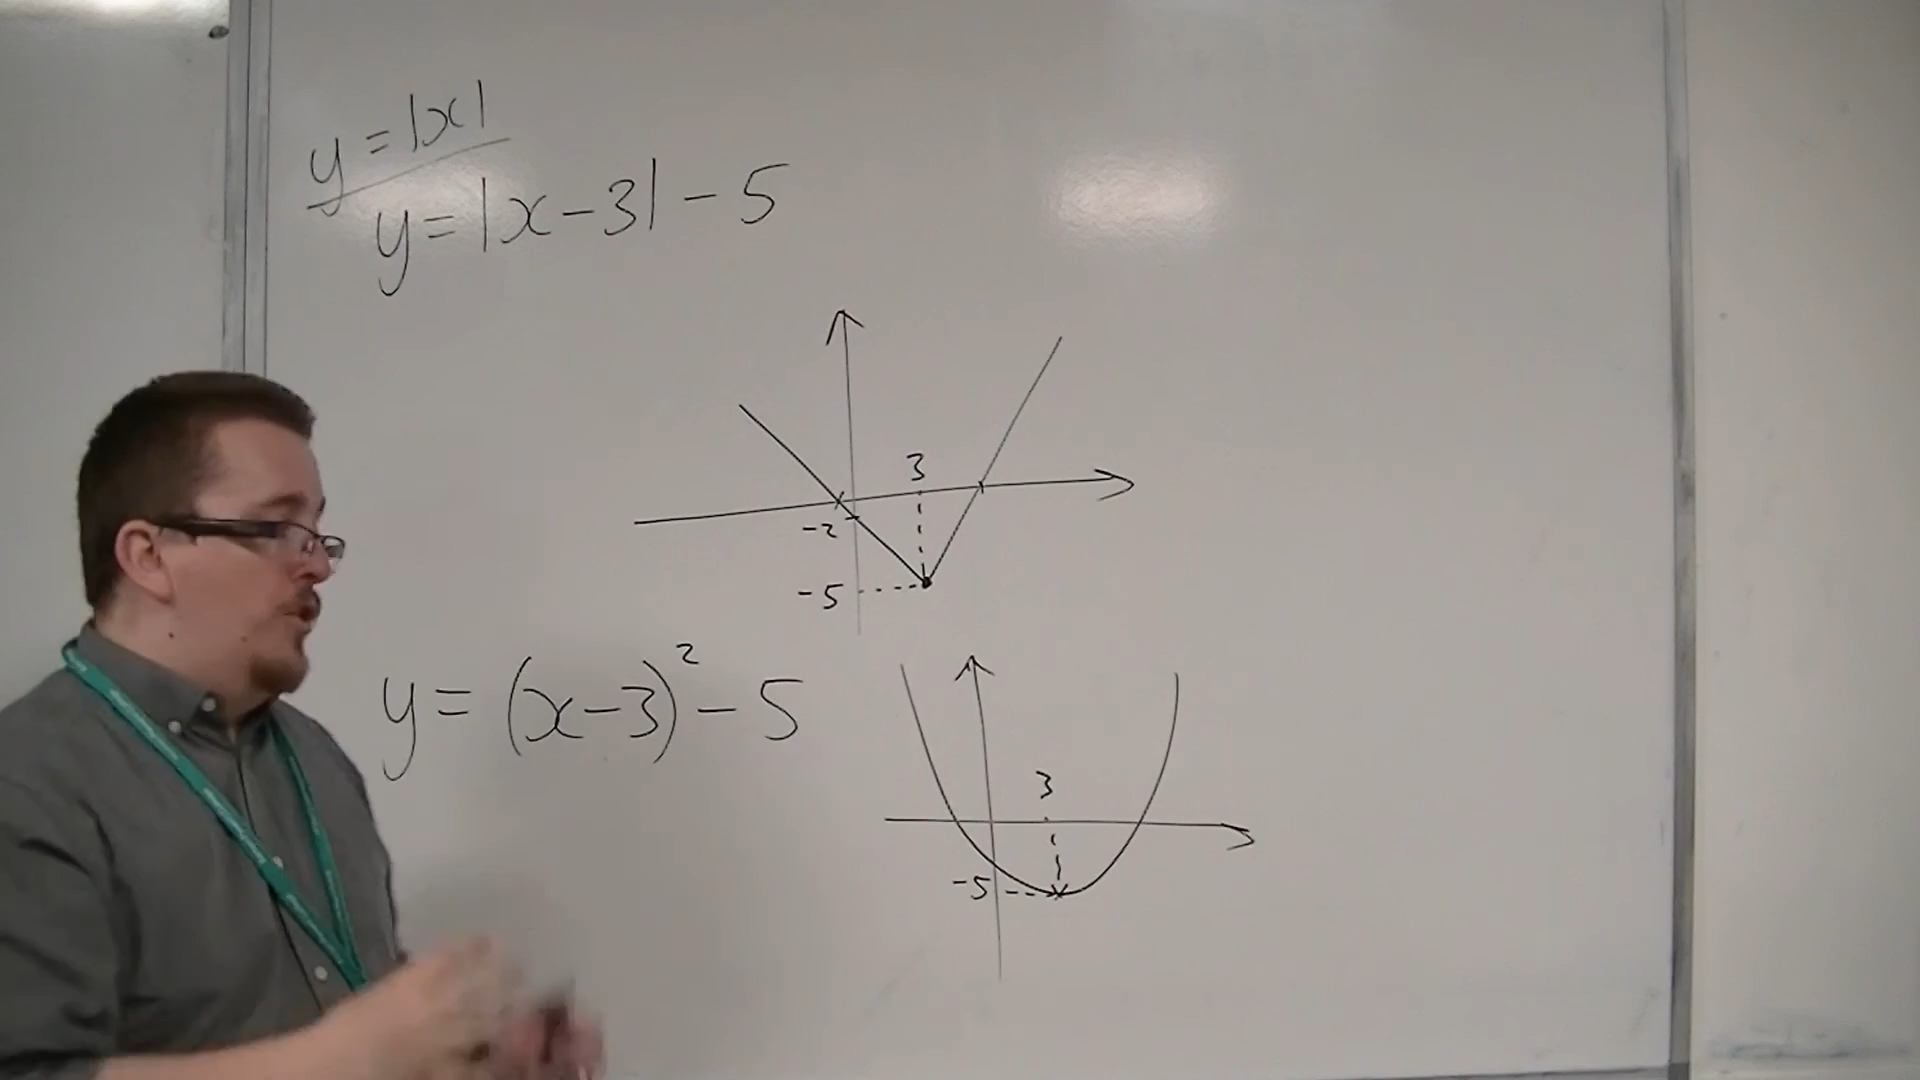 y = |x|
y = |x - 3| - 5
3
-2
-5
y = (x - 3)² - 5
3
-5